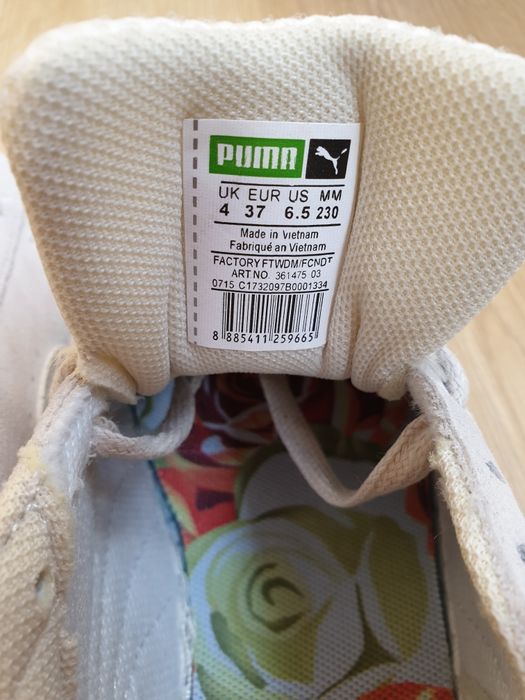 PUMA
UK EUR US MM
4 37 6.5 230
Made in Vietnam
Fabriqué an Vietnam
FACTORY FTWDM/FCNDT
ART NO. 361475 03
0715 C1732097B0001334
8 885411 259665